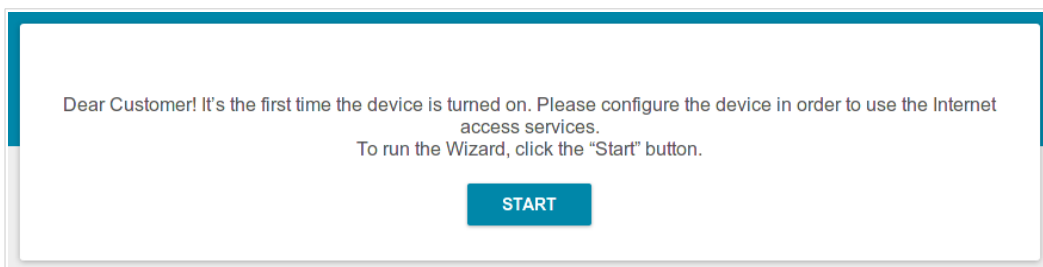 Dear Customer! It's the first time the device is turned on. Please configure the device in order to use the Internet
access services.
To run the Wizard, click the “Start” button.
START